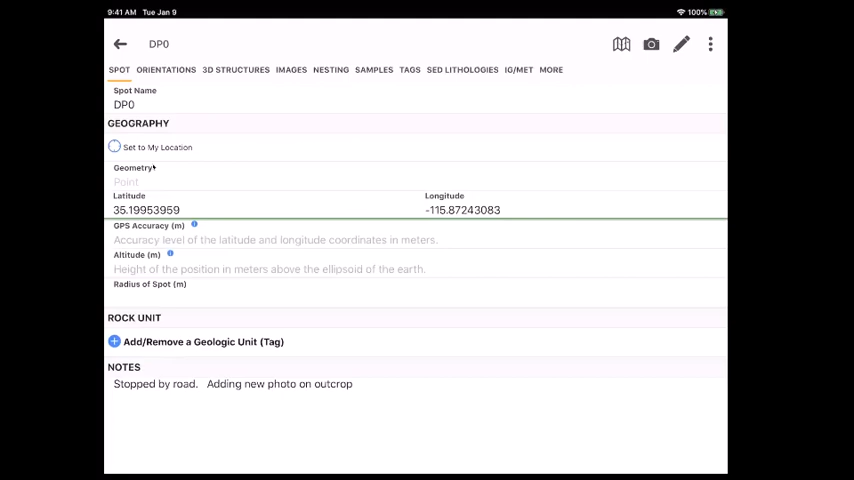 9:41 AM Tue Jan 9 100%
DP0
SPOT ORIENTATIONS 3D STRUCTURES IMAGES NESTING SAMPLES TAGS SED LITHOLOGIES IG/MET MORE
Spot Name
DP0
GEOGRAPHY
Set to My Location
Geometry
Point
Latitude Longitude
35.19953959 -115.87243083
GPS Accuracy (m)
Accuracy level of the latitude and longitude coordinates in meters.
Altitude (m)
Height of the position in meters above the ellipsoid of the earth.
Radius of Spot (m)
ROCK UNIT
Add/Remove a Geologic Unit (Tag)
NOTES
Stopped by road. Adding new photo on outcrop